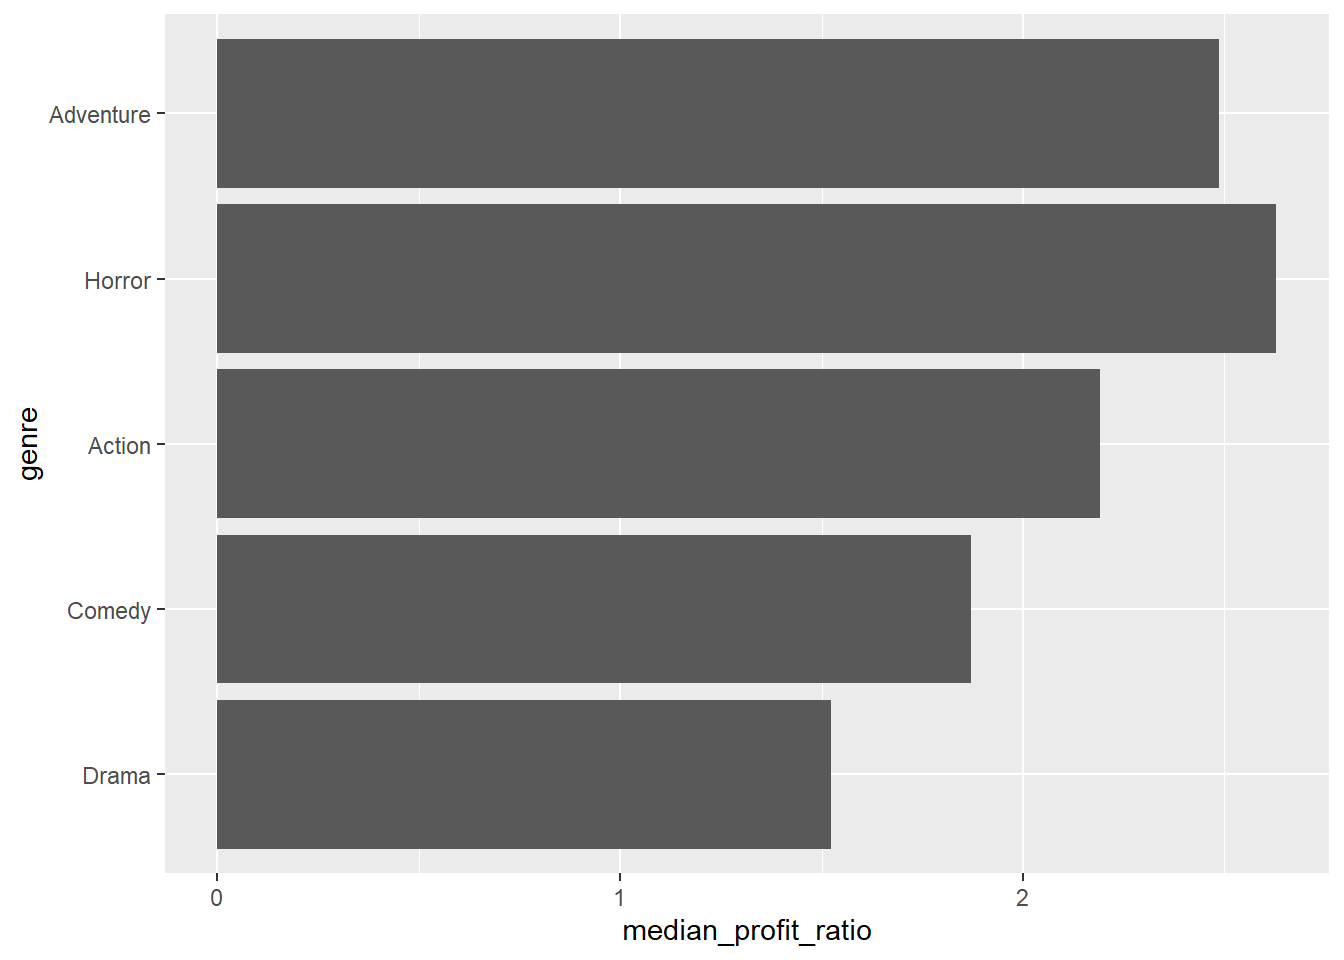 genre
Adventure
Horror
Action
Comedy
Drama
0 1 2
median_profit_ratio